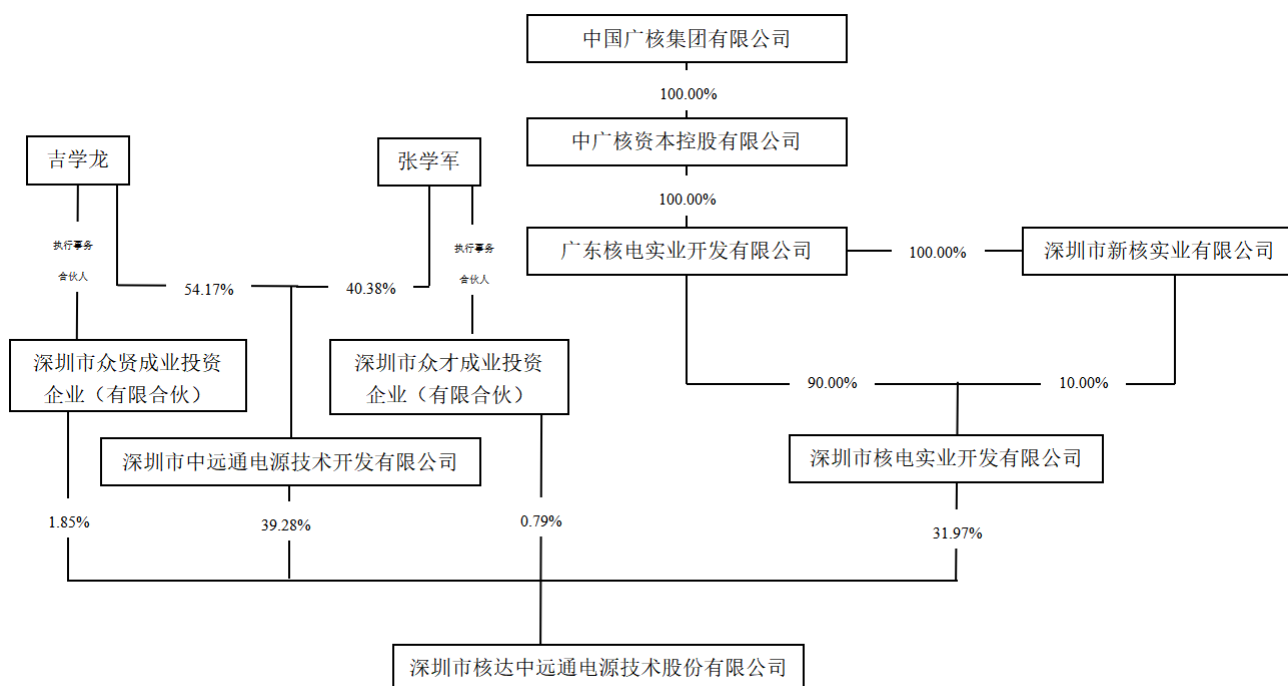 中国广核集团有限公司
100.00%
中广核资本控股有限公司
吉学龙
张学军
100.00%
执行事务
合伙人
执行事务
合伙人
广东核电实业开发有限公司
100.00%
深圳市新核实业有限公司
54.17%
40.38%
深圳市众贤成业投资
企业（有限合伙）
深圳市众才成业投资
企业（有限合伙）
90.00%
10.00%
深圳市中远通电源技术开发有限公司
深圳市核电实业开发有限公司
1.85%
39.28%
0.79%
31.97%
深圳市核达中远通电源技术股份有限公司